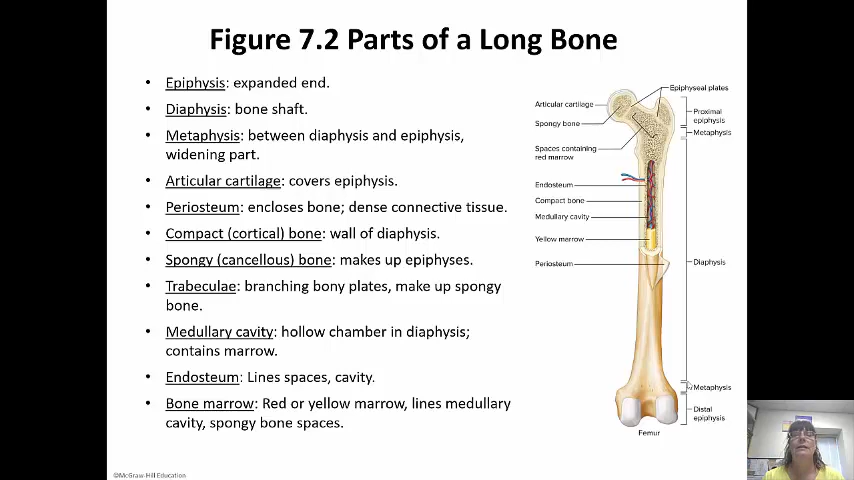 Figure 7.2 Parts of a Long Bone
• Epiphysis: expanded end.
• Diaphysis: bone shaft.
• Metaphysis: between diaphysis and epiphysis,
widening part.
• Articular cartilage: covers epiphysis.
• Periosteum: encloses bone; dense connective tissue.
• Compact (cortical) bone: wall of diaphysis.
• Spongy (cancellous) bone: makes up epiphyses.
• Trabeculae: branching bony plates, make up spongy
bone.
• Medullary cavity: hollow chamber in diaphysis;
contains marrow.
• Endosteum: Lines spaces, cavity.
• Bone marrow: Red or yellow marrow, lines medullary
cavity, spongy bone spaces.
Epiphyseal plates
Articular cartilage
Spongy bone
Spaces containing
red marrow
Endosteum
Compact bone
Medullary cavity
Yellow marrow
Periosteum
Proximal
epiphysis
Metaphysis
Diaphysis
Metaphysis
Distal
epiphysis
Femur
©McGraw-Hill Education